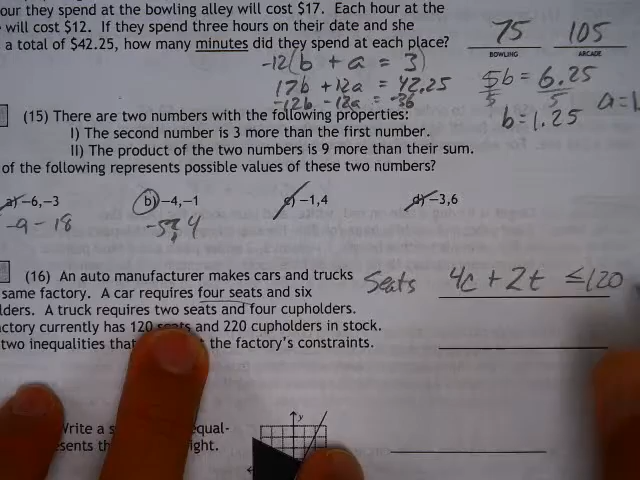 our they spend at the bowling alley will cost $17. Each hour at the
will cost $12. If they spend three hours on their date and she
a total of $42.25, how many minutes did they spend at each place?
75 105
BOWLING ARCADE
-12(b + a = 3)
17b + 12a = 42.25
-12b - 12a = -36
5b = 6.25
5 5
b = 1.25
a = 1
(15) There are two numbers with the following properties:
I) The second number is 3 more than the first number.
II) The product of the two numbers is 9 more than their sum.
of the following represents possible values of these two numbers?
a) -6,-3 b) -4,-1 c) -1,4 d) -3,6
-9 - 18
(16) An auto manufacturer makes cars and trucks
same factory. A car requires four seats and six
lders. A truck requires two seats and four cupholders.
actory currently has 120 seats and 220 cupholders in stock.
two inequalities that the factory's constraints.
Seats 4c + 2t ≤ 120
Write a s equal-
sents th ight.
y